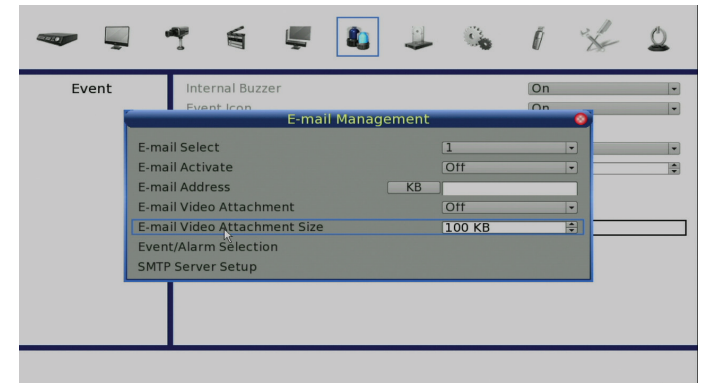 Event
Internal Buzzer On
Event Icon On
E-mail Management
E-mail Select 1
E-mail Activate Off
E-mail Address KB
E-mail Video Attachment Off
E-mail Video Attachment Size 100 KB
Event/Alarm Selection
SMTP Server Setup